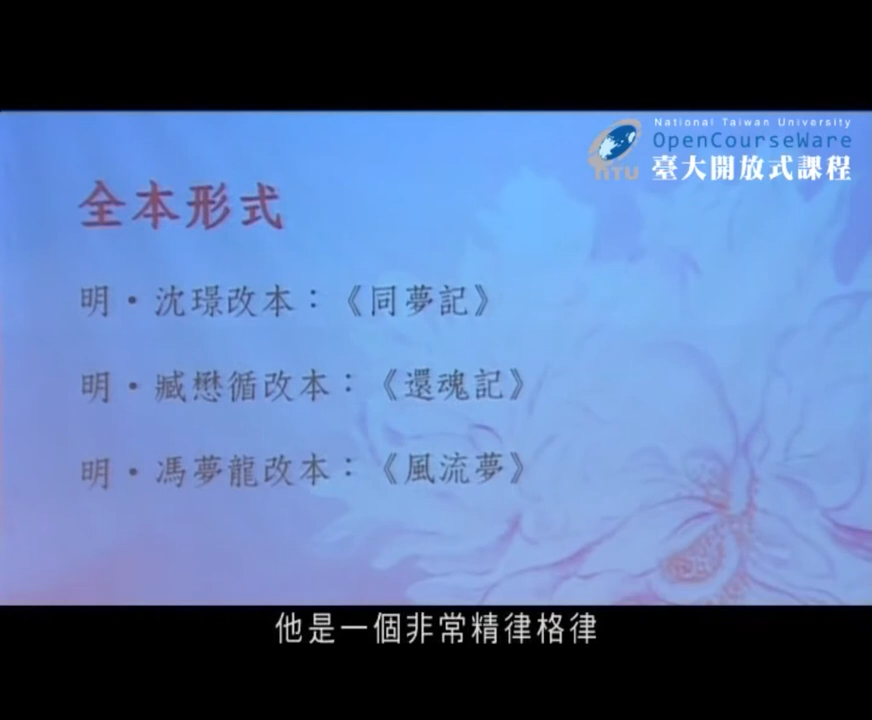 National Taiwan University
OpenCourseWare
NTU 臺大開放式課程
全本形式
明·沈璟改本：《同夢記》
明·臧懋循改本：《還魂記》
明·馮夢龍改本：《風流夢》
他是一個非常精律格律